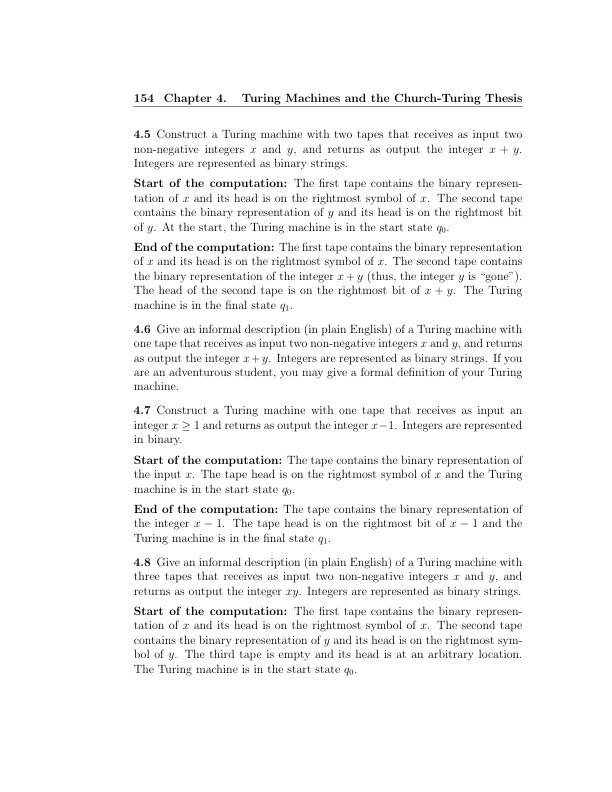 154 Chapter 4. Turing Machines and the Church-Turing Thesis
4.5 Construct a Turing machine with two tapes that receives as input two
non-negative integers x and y, and returns as output the integer x + y.
Integers are represented as binary strings.
Start of the computation: The first tape contains the binary represen-
tation of x and its head is on the rightmost symbol of x. The second tape
contains the binary representation of y and its head is on the rightmost bit
of y. At the start, the Turing machine is in the start state q₀.
End of the computation: The first tape contains the binary representation
of x and its head is on the rightmost symbol of x. The second tape contains
the binary representation of the integer x + y (thus, the integer y is “gone”).
The head of the second tape is on the rightmost bit of x + y. The Turing
machine is in the final state q₁.
4.6 Give an informal description (in plain English) of a Turing machine with
one tape that receives as input two non-negative integers x and y, and returns
as output the integer x + y. Integers are represented as binary strings. If you
are an adventurous student, you may give a formal definition of your Turing
machine.
4.7 Construct a Turing machine with one tape that receives as input an
integer x ≥ 1 and returns as output the integer x − 1. Integers are represented
in binary.
Start of the computation: The tape contains the binary representation of
the input x. The tape head is on the rightmost symbol of x and the Turing
machine is in the start state q₀.
End of the computation: The tape contains the binary representation of
the integer x − 1. The tape head is on the rightmost bit of x − 1 and the
Turing machine is in the final state q₁.
4.8 Give an informal description (in plain English) of a Turing machine with
three tapes that receives as input two non-negative integers x and y, and
returns as output the integer xy. Integers are represented as binary strings.
Start of the computation: The first tape contains the binary represen-
tation of x and its head is on the rightmost symbol of x. The second tape
contains the binary representation of y and its head is on the rightmost sym-
bol of y. The third tape is empty and its head is at an arbitrary location.
The Turing machine is in the start state q₀.